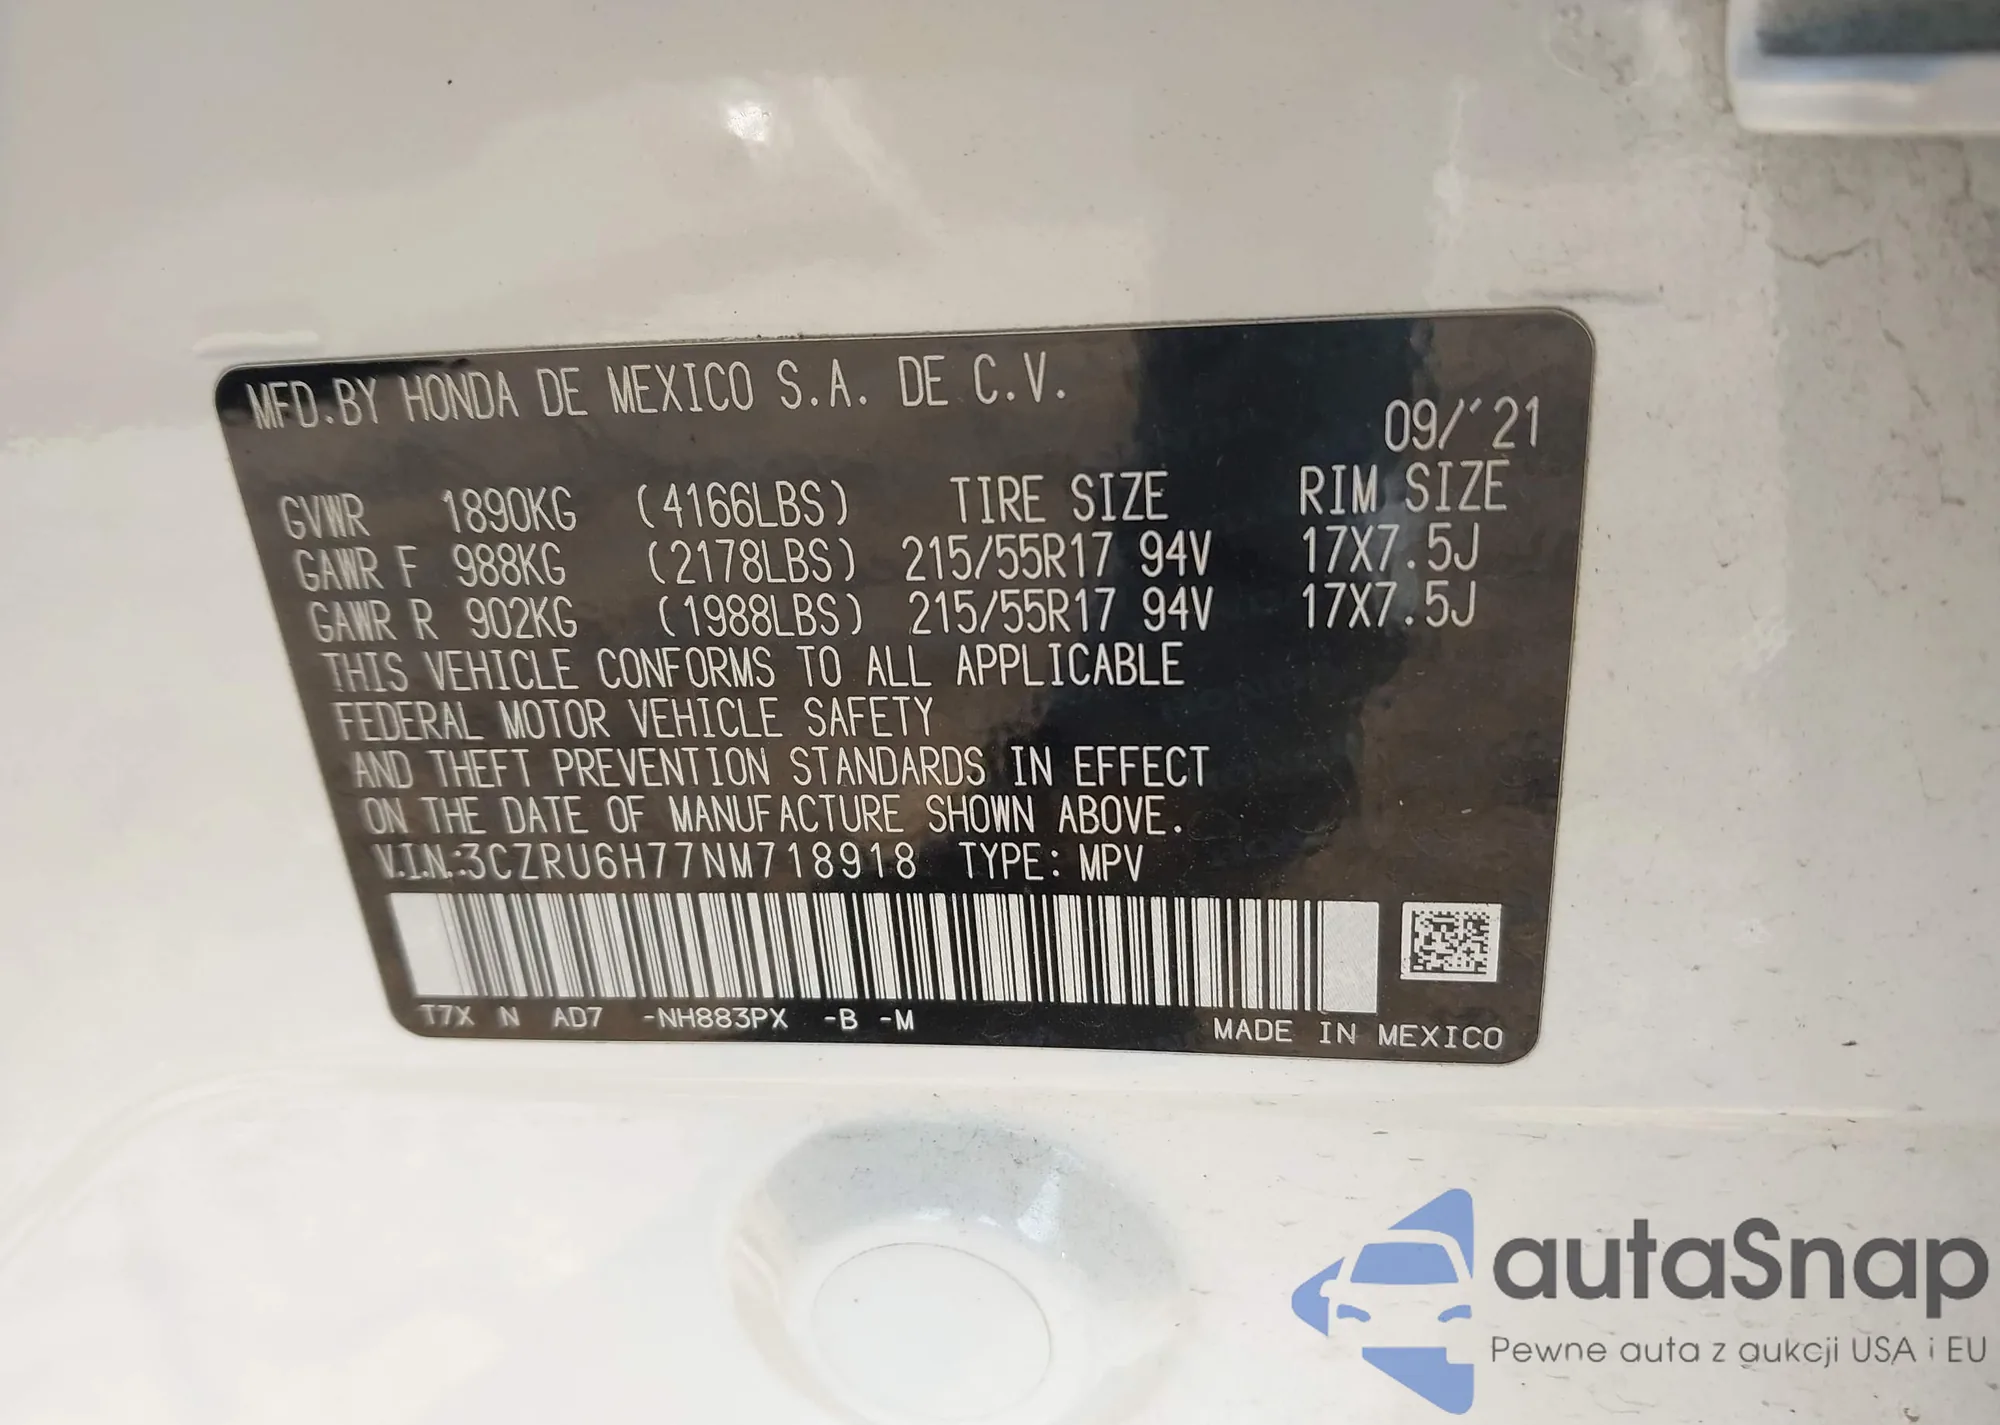 MFD.BY HONDA DE MEXICO S.A. DE C.V.
09/'21
GVWR 1890KG (4166LBS) TIRE SIZE RIM SIZE
GAWR F 988KG (2178LBS) 215/55R17 94V 17X7.5J
GAWR R 902KG (1988LBS) 215/55R17 94V 17X7.5J
THIS VEHICLE CONFORMS TO ALL APPLICABLE
FEDERAL MOTOR VEHICLE SAFETY
AND THEFT PREVENTION STANDARDS IN EFFECT
ON THE DATE OF MANUFACTURE SHOWN ABOVE.
V.I.N.:3CZRU6H77NM718918 TYPE: MPV
T7X N AD7 -NH883PX -B -M
MADE IN MEXICO
autaSnap
Pewne auta z aukcji USA i EU